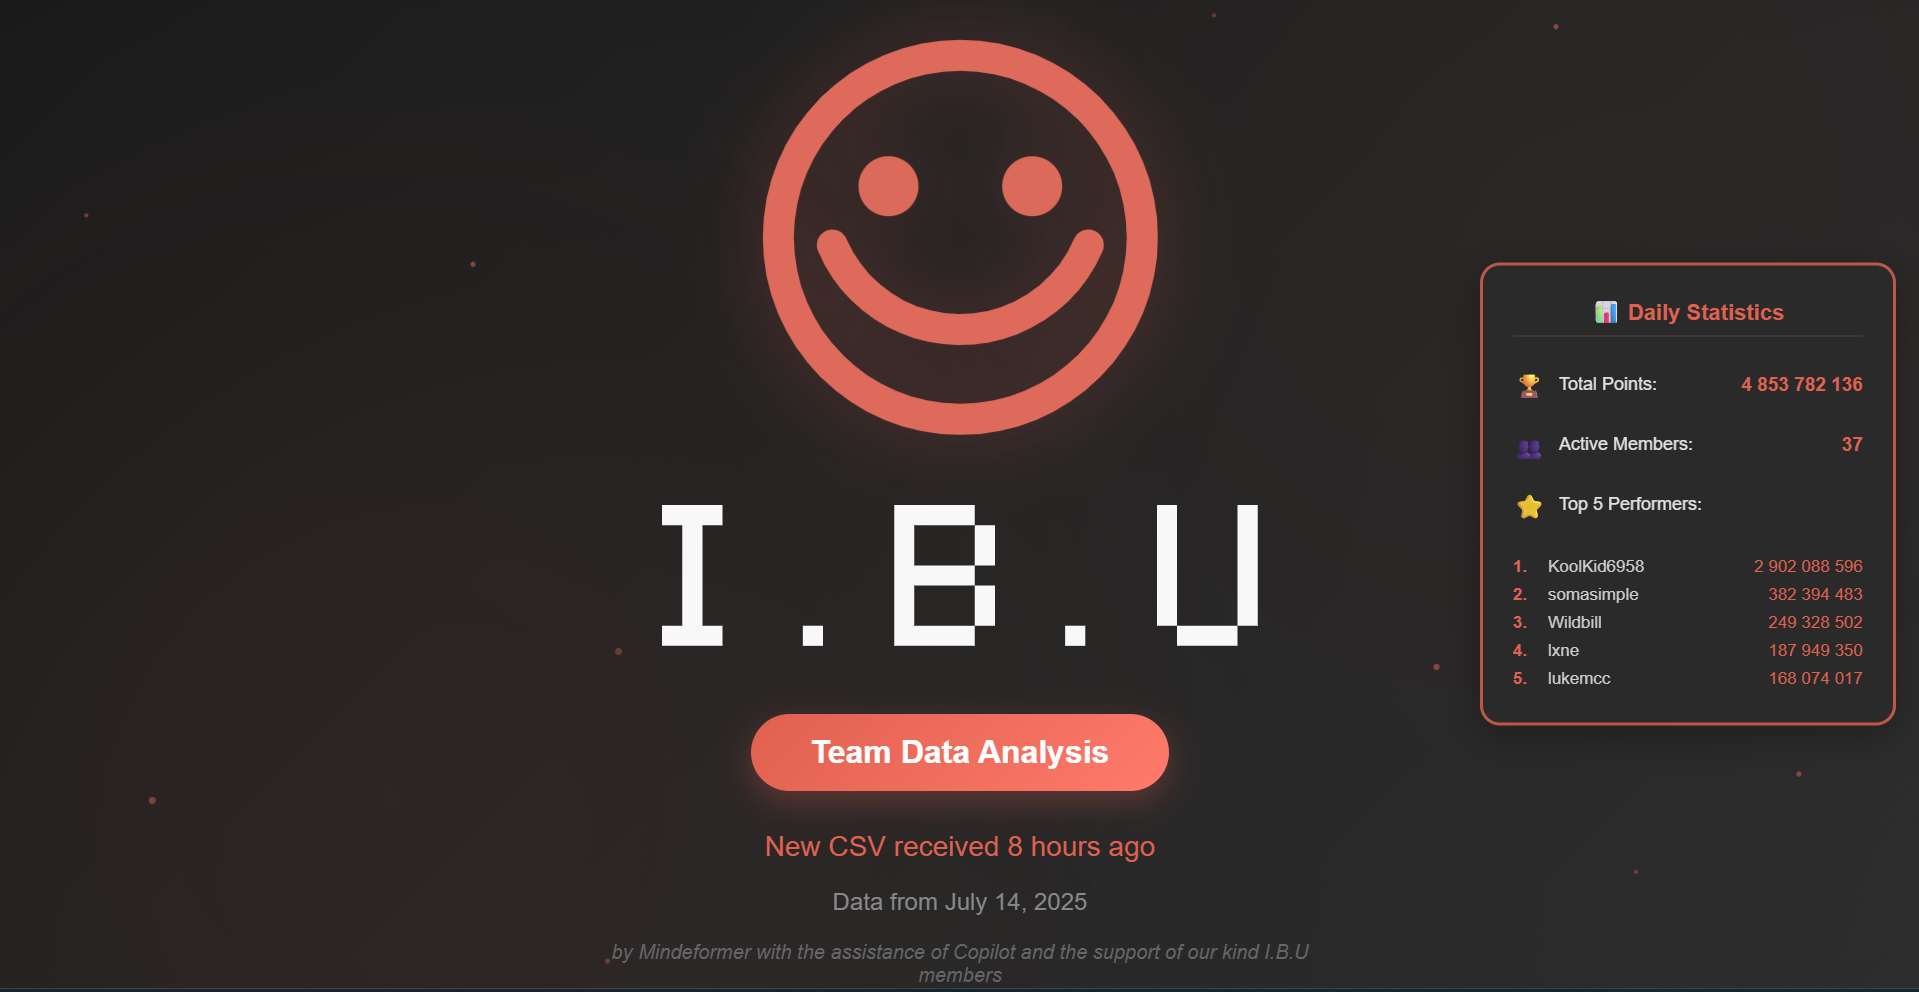 I.B.U
Team Data Analysis
New CSV received 8 hours ago
Data from July 14, 2025
by Mindeformer with the assistance of Copilot and the support of our kind I.B.U
members
Daily Statistics
Total Points: 4 853 782 136
Active Members: 37
Top 5 Performers:
1. KoolKid6958 2 902 088 596
2. somasimple 382 394 483
3. Wildbill 249 328 502
4. lxne 187 949 350
5. lukemcc 168 074 017